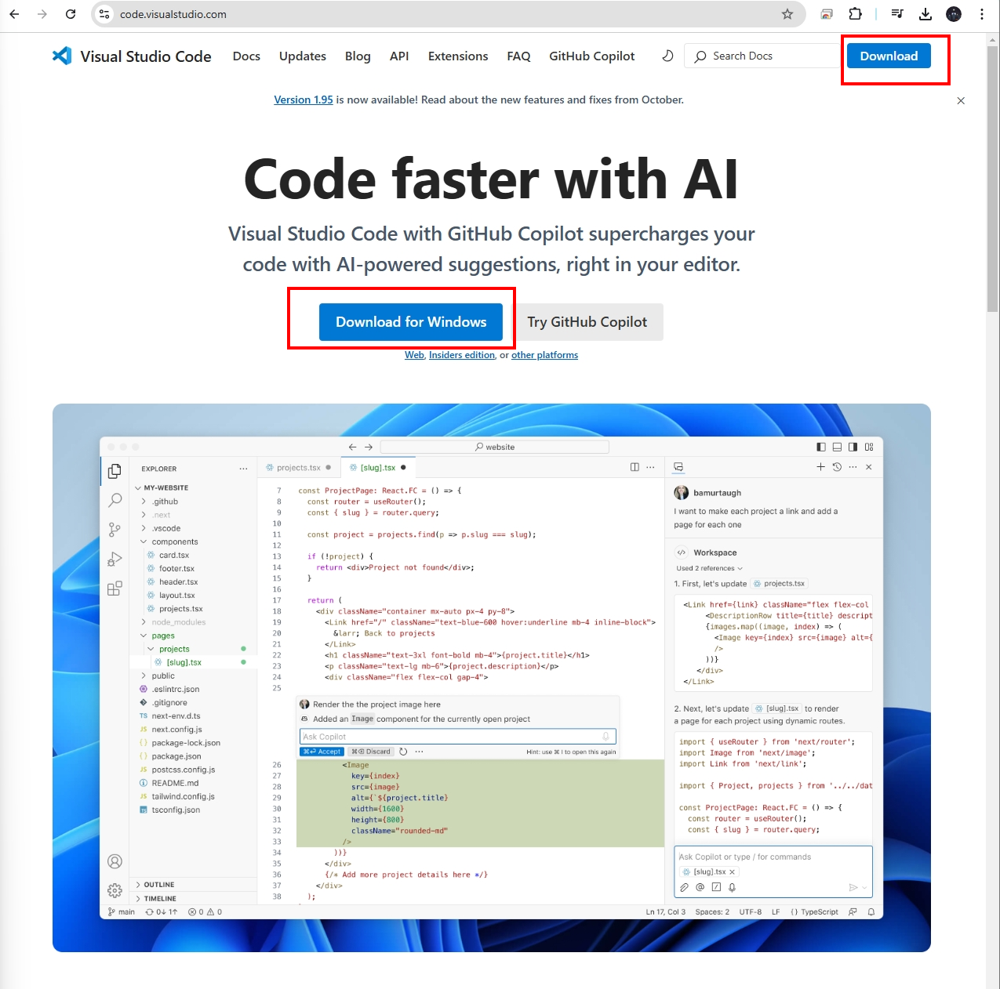 code.visualstudio.com
Visual Studio Code Docs Updates Blog API Extensions FAQ GitHub Copilot Search Docs Download
Version 1.95 is now available! Read about the new features and fixes from October.
Code faster with AI
Visual Studio Code with GitHub Copilot supercharges your
code with AI-powered suggestions, right in your editor.
Download for Windows Try GitHub Copilot
Web, Insiders edition, or other platforms
website
EXPLORER
MY-WEBSITE
.github
.next
.vscode
components
card.tsx
footer.tsx
header.tsx
layout.tsx
projects.tsx
node_modules
pages
projects
[slug].tsx
public
.eslintrc.json
.gitignore
TS next-env.d.ts
JS next.config.js
{ } package-lock.json
{ } package.json
JS postcss.config.js
README.md
JS tailwind.config.js
TS tsconfig.json
OUTLINE
TIMELINE
projects.tsx [slug].tsx
7 const ProjectPage: React.FC = () => {
8 const router = useRouter();
9 const { slug } = router.query;
10
11 const project = projects.find(p => p.slug === slug);
12
13 if (!project) {
14 return <div>Project not found</div>;
15 }
16
17 return (
18 <div className="container mx-auto px-4 py-8">
19 <Link href="/" className="text-blue-600 hover:underline mb-4 inline-block">
20 &larr; Back to projects
21 </Link>
22 <h1 className="text-3xl font-bold mb-4">{project.title}</h1>
23 <p className="text-lg mb-6">{project.description}</p>
24 <div className="flex flex-col gap-4">
25
Render the the project image here
Added an Image component for the currently open project
Ask Copilot
⌘⏎ Accept ⌘⌫ Discard Hint: use ⌘ I to open this again
26 <Image
27 key={index}
28 src={image}
29 alt={`${project.title}
30 width={1600}
31 height={800}
32 className="rounded-md"
33 />
34 ))}
35 </div>
36 {/* Add more project details here */}
37 </div>
38 );
bamurtaugh
I want to make each project a link and add a
page for each one
Workspace
Used 2 references
1. First, let's update projects.tsx
<Link href={link} className="flex flex-col
<DescriptionRow title={title} descript
{images.map((image, index) => (
<Image key={index} src={image} alt={
/>
))}
</div>
</Link>
2. Next, let's update [slug].tsx to render
a page for each project using dynamic routes.
import { useRouter } from 'next/router';
import Image from 'next/image';
import Link from 'next/link';
import { Project, projects } from '../../dat
const ProjectPage: React.FC = () => {
const router = useRouter();
const { slug } = router.query;
Ask Copilot or type / for commands
[slug].tsx
main 0↓ 1↑ 0 0 Ln 17, Col 3 Spaces: 2 UTF-8 LF { } TypeScript